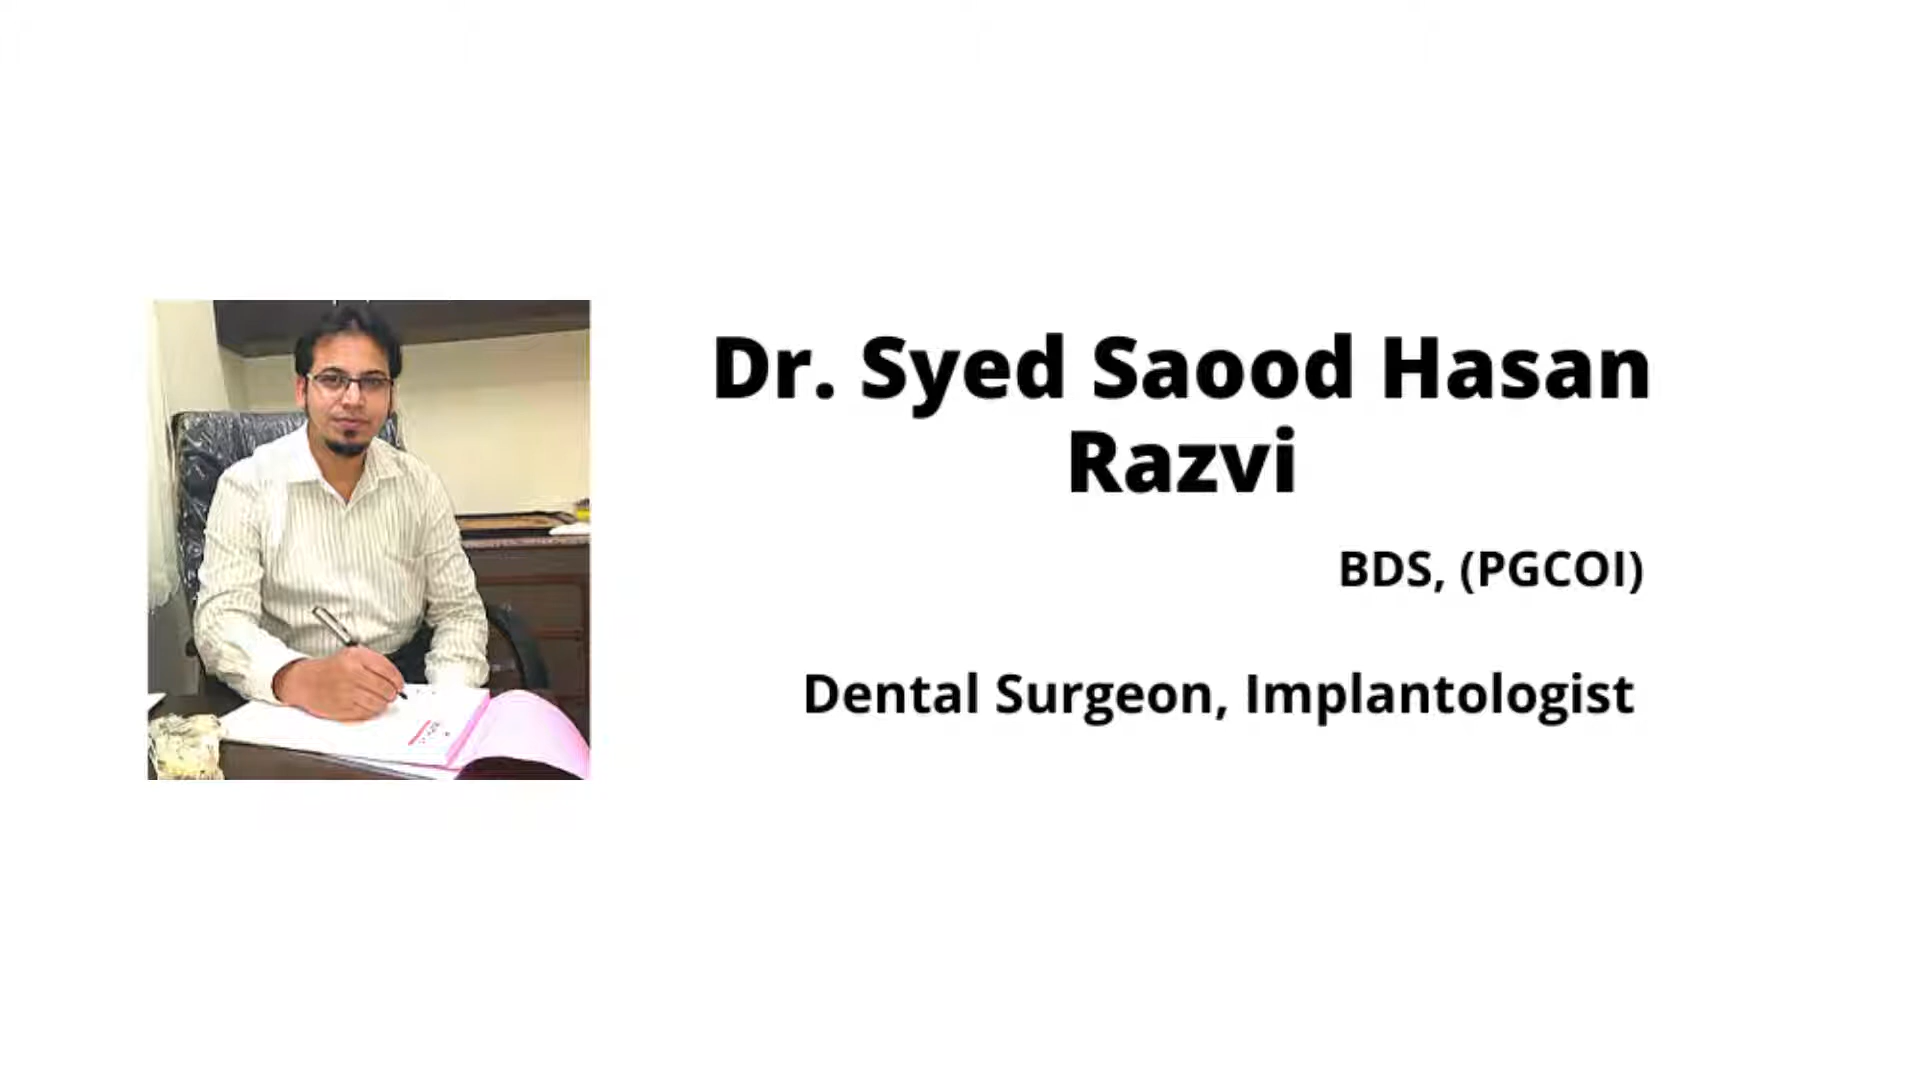 Dr. Syed Saood Hasan
Razvi
BDS, (PGCOI)
Dental Surgeon, Implantologist